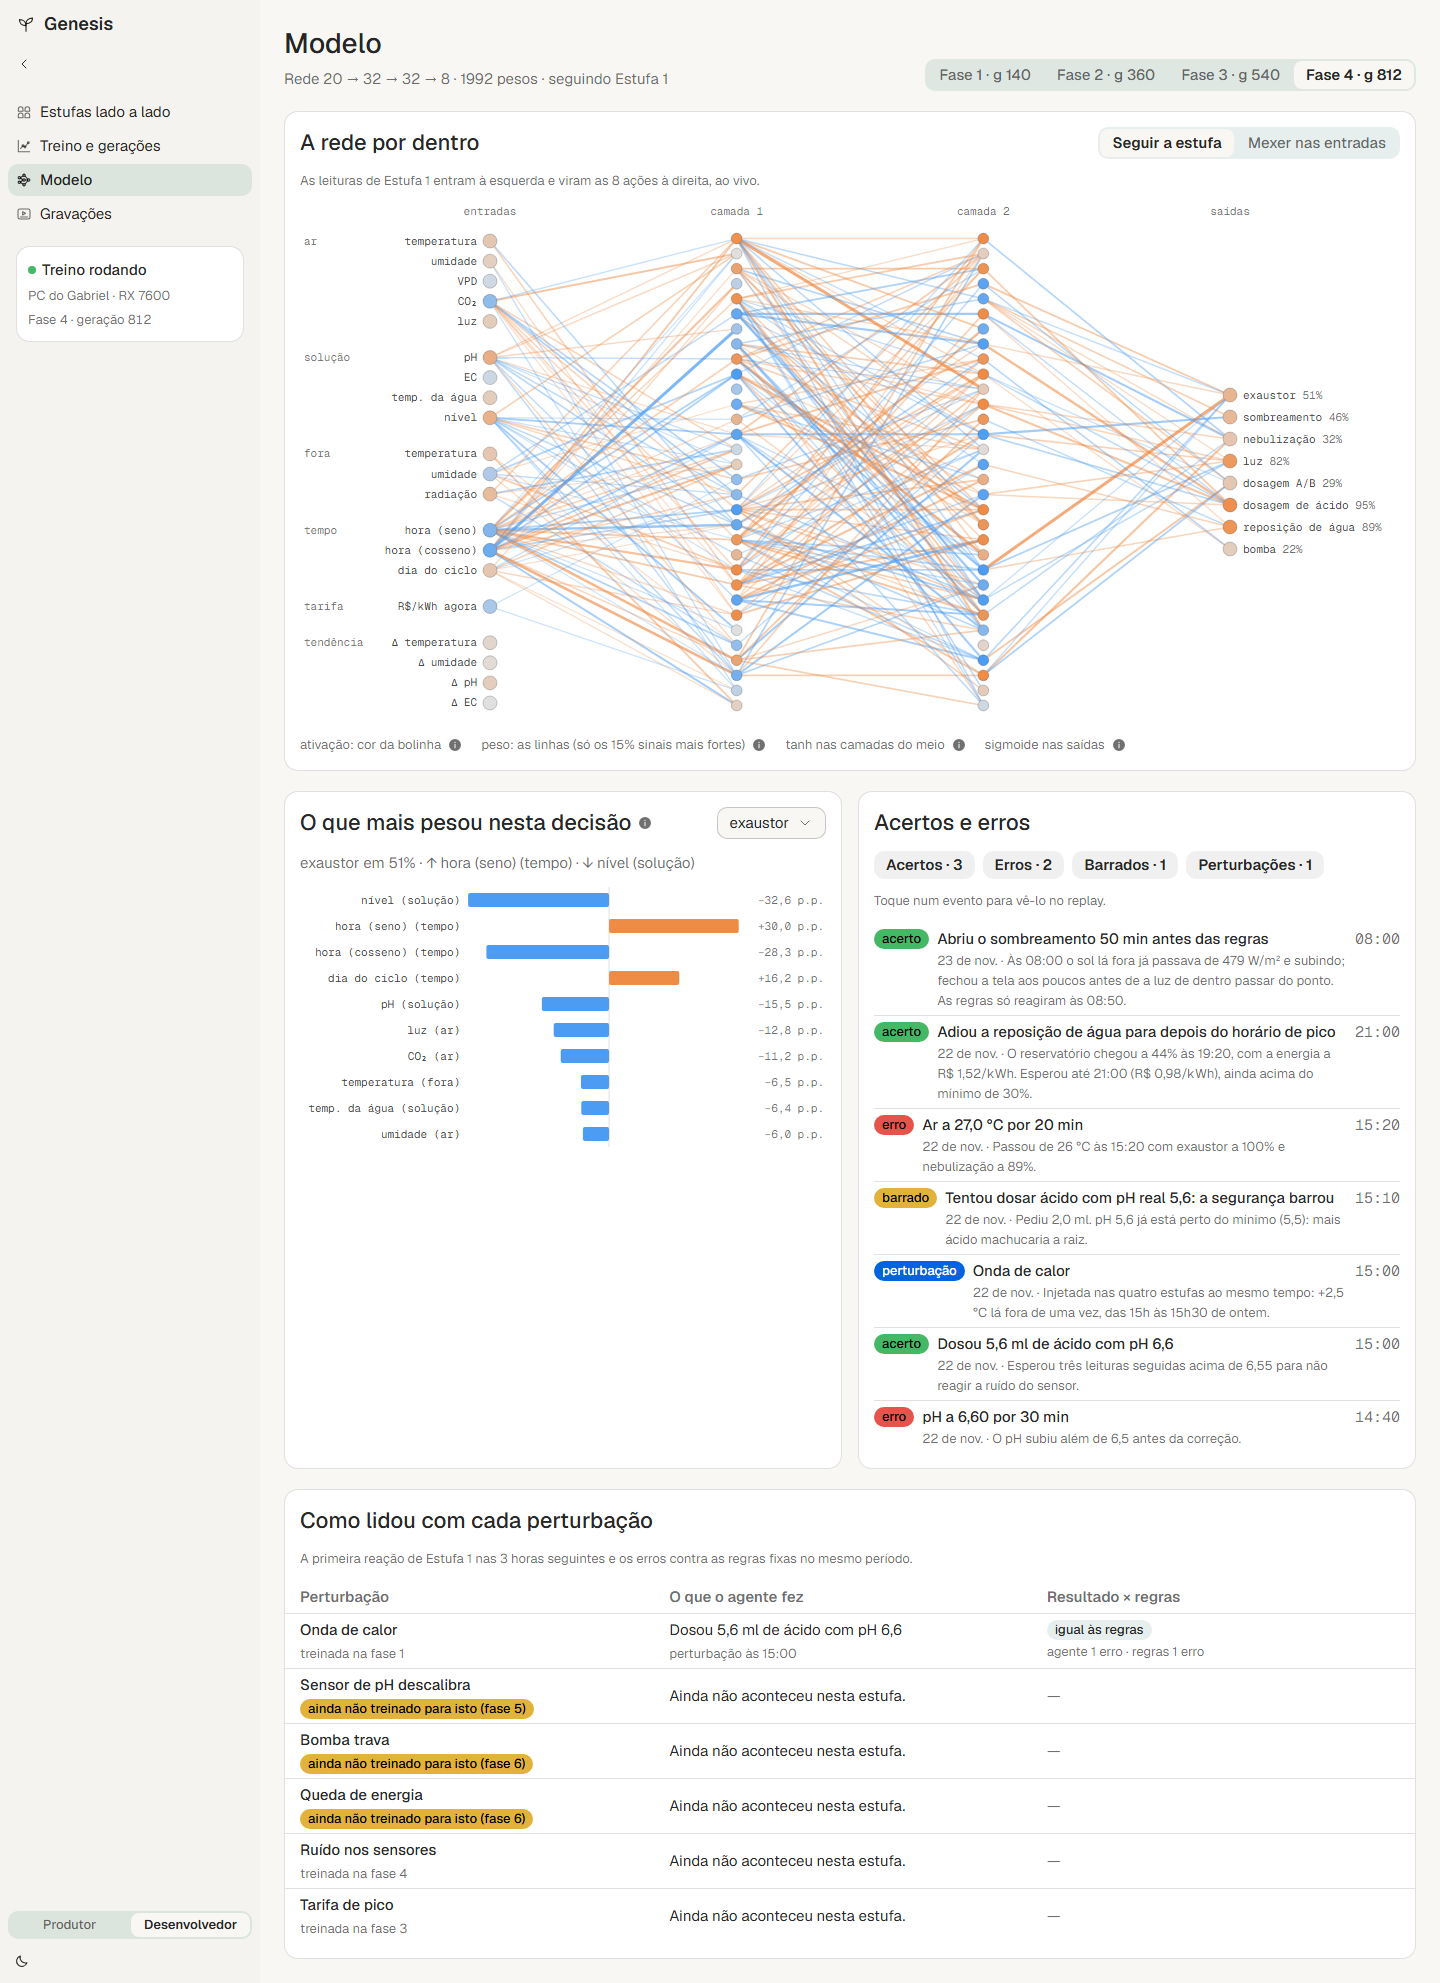 Genesis
Estufas lado a lado
Treino e gerações
Modelo
Gravações
Treino rodando
PC do Gabriel · RX 7600
Fase 4 · geração 812
Produtor
Desenvolvedor
Modelo
Rede 20 → 32 → 32 → 8 · 1992 pesos · seguindo Estufa 1
Fase 1 · g 140
Fase 2 · g 360
Fase 3 · g 540
Fase 4 · g 812
A rede por dentro
Seguir a estufa
Mexer nas entradas
As leituras de Estufa 1 entram à esquerda e viram as 8 ações à direita, ao vivo.
entradas
camada 1
camada 2
saídas
ar
temperatura
umidade
VPD
CO₂
luz
solução
pH
EC
temp. da água
nível
fora
temperatura
umidade
radiação
tempo
hora (seno)
hora (cosseno)
dia do ciclo
tarifa
R$/kWh agora
tendência
Δ temperatura
Δ umidade
Δ pH
Δ EC
exaustor 51%
sombreamento 46%
nebulização 32%
luz 82%
dosagem A/B 29%
dosagem de ácido 95%
reposição de água 89%
bomba 22%
ativação: cor da bolinha
peso: as linhas (só os 15% sinais mais fortes)
tanh nas camadas do meio
sigmoide nas saídas
O que mais pesou nesta decisão
exaustor
exaustor em 51% · ↑ hora (seno) (tempo) · ↓ nível (solução)
nível (solução) −32,6 p.p.
hora (seno) (tempo) +30,0 p.p.
hora (cosseno) (tempo) −28,3 p.p.
dia do ciclo (tempo) +16,2 p.p.
pH (solução) −15,5 p.p.
luz (ar) −12,8 p.p.
CO₂ (ar) −11,2 p.p.
temperatura (fora) −6,5 p.p.
temp. da água (solução) −6,4 p.p.
umidade (ar) −6,0 p.p.
Acertos e erros
Acertos · 3
Erros · 2
Barrados · 1
Perturbações · 1
Toque num evento para vê-lo no replay.
acerto Abriu o sombreamento 50 min antes das regras 08:00
23 de nov. · Às 08:00 o sol lá fora já passava de 479 W/m² e subindo;
fechou a tela aos poucos antes de a luz de dentro passar do ponto.
As regras só reagiram às 08:50.
acerto Adiou a reposição de água para depois do horário de pico 21:00
22 de nov. · O reservatório chegou a 44% às 19:20, com a energia a
R$ 1,52/kWh. Esperou até 21:00 (R$ 0,98/kWh), ainda acima do
mínimo de 30%.
erro Ar a 27,0 °C por 20 min 15:20
22 de nov. · Passou de 26 °C às 15:20 com exaustor a 100% e
nebulização a 89%.
barrado Tentou dosar ácido com pH real 5,6: a segurança barrou 15:10
22 de nov. · Pediu 2,0 ml. pH 5,6 já está perto do mínimo (5,5): mais
ácido machucaria a raiz.
perturbação Onda de calor 15:00
22 de nov. · Injetada nas quatro estufas ao mesmo tempo: +2,5
°C lá fora de uma vez, das 15h às 15h30 de ontem.
acerto Dosou 5,6 ml de ácido com pH 6,6 15:00
22 de nov. · Esperou três leituras seguidas acima de 6,55 para não
reagir a ruído do sensor.
erro pH a 6,60 por 30 min 14:40
22 de nov. · O pH subiu além de 6,5 antes da correção.
Como lidou com cada perturbação
A primeira reação de Estufa 1 nas 3 horas seguintes e os erros contra as regras fixas no mesmo período.
Perturbação
O que o agente fez
Resultado × regras
Onda de calor
treinada na fase 1
Dosou 5,6 ml de ácido com pH 6,6
perturbação às 15:00
igual às regras
agente 1 erro · regras 1 erro
Sensor de pH descalibra
ainda não treinado para isto (fase 5)
Ainda não aconteceu nesta estufa.
—
Bomba trava
ainda não treinado para isto (fase 6)
Ainda não aconteceu nesta estufa.
—
Queda de energia
ainda não treinado para isto (fase 6)
Ainda não aconteceu nesta estufa.
—
Ruído nos sensores
treinada na fase 4
Ainda não aconteceu nesta estufa.
—
Tarifa de pico
treinada na fase 3
Ainda não aconteceu nesta estufa.
—